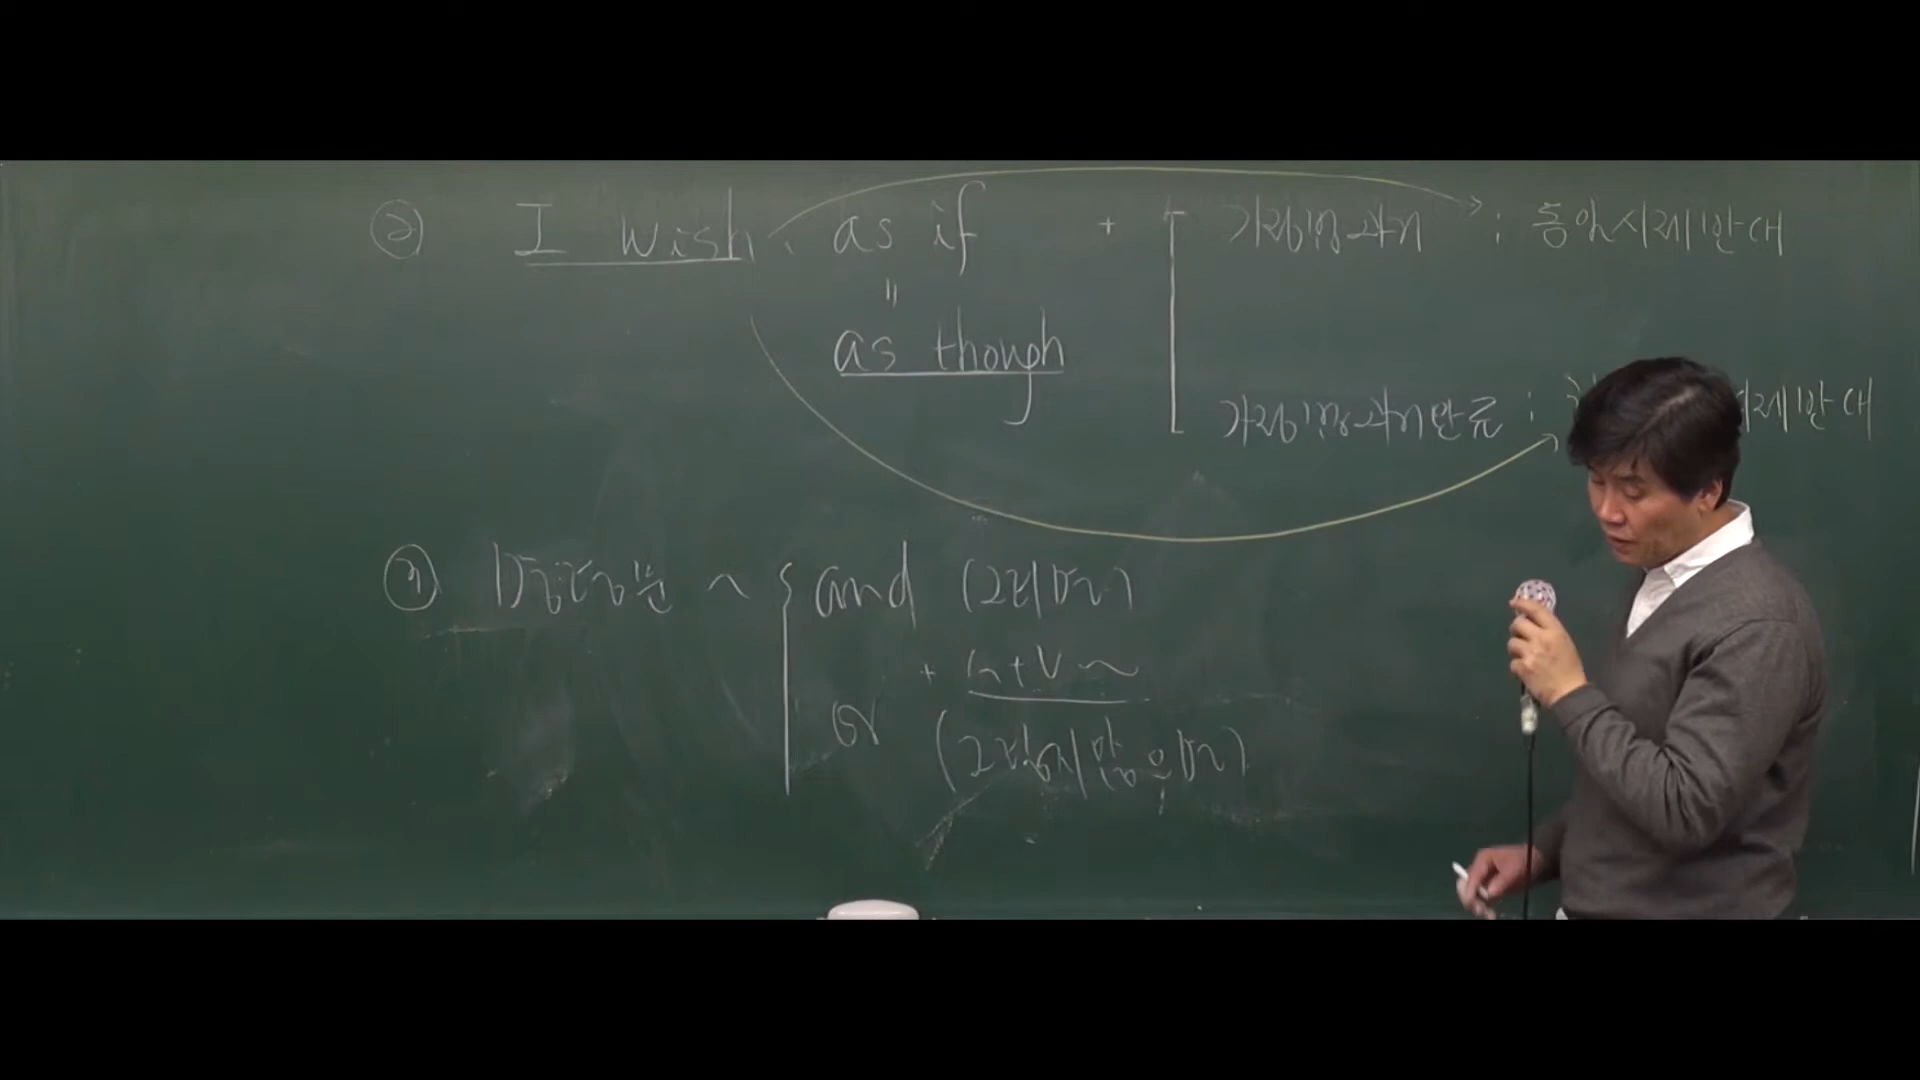 ② I wish, as if + [ 가정법과거 : 동일시제반대
"
as though
가정법과거완료 : 시제반대
⑦ 명령문 ~ { and (그러면)
+ S+V ~
or (그렇지 않으면)